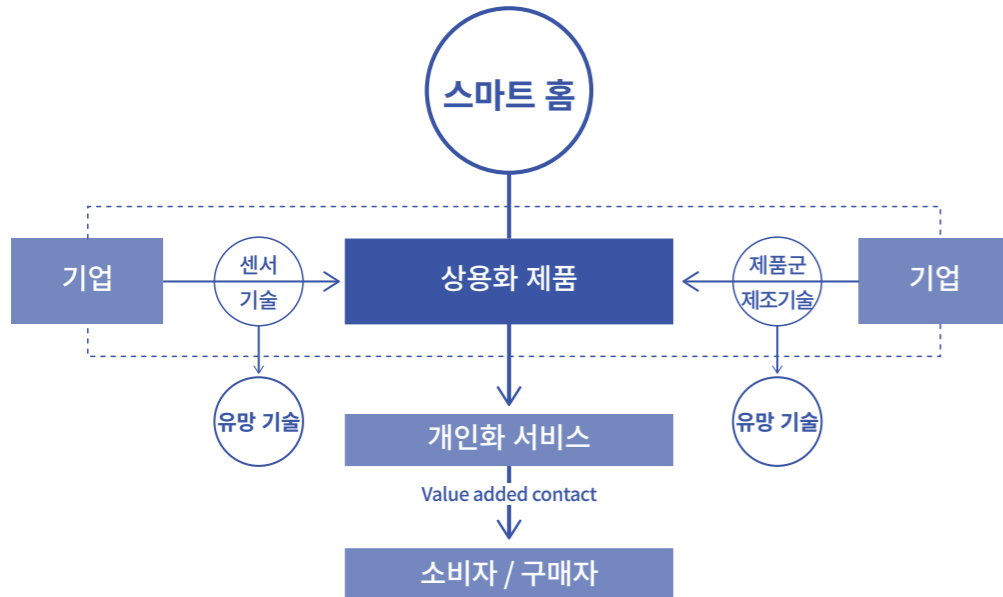 스마트 홈
기업
센서
기술
상용화 제품
제품군
제조기술
기업
유망 기술
유망 기술
개인화 서비스
Value added contact
소비자 / 구매자